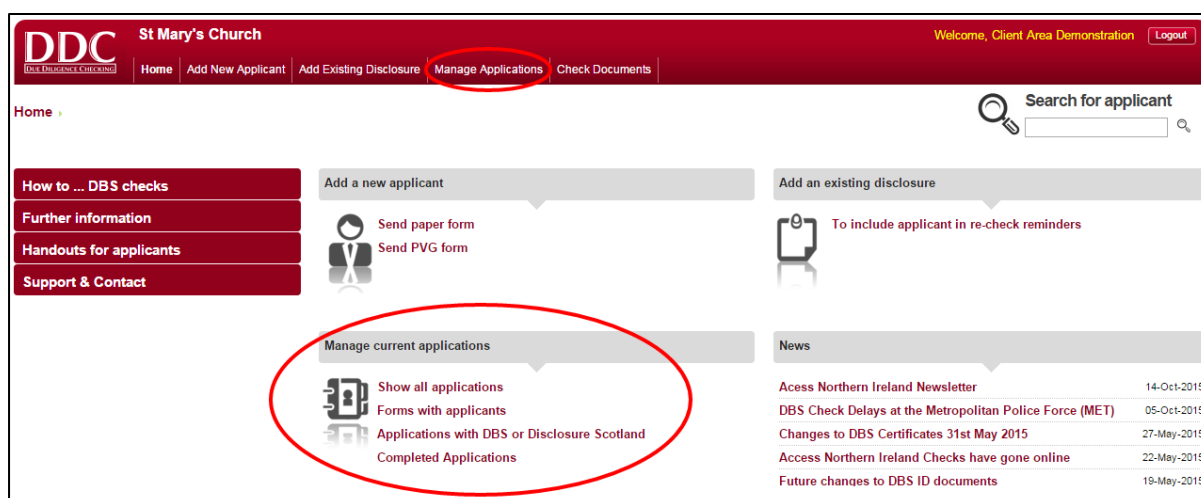 DDC
DUE DILIGENCE CHECKING
St Mary's Church
Welcome, Client Area Demonstration
Logout
Home
Add New Applicant
Add Existing Disclosure
Manage Applications
Check Documents
Home
Search for applicant
How to ... DBS checks
Further information
Handouts for applicants
Support & Contact
Add a new applicant
Send paper form
Send PVG form
Add an existing disclosure
To include applicant in re-check reminders
Manage current applications
Show all applications
Forms with applicants
Applications with DBS or Disclosure Scotland
Completed Applications
News
Acess Northern Ireland Newsletter 14-Oct-2015
DBS Check Delays at the Metropolitan Police Force (MET) 05-Oct-2015
Changes to DBS Certificates 31st May 2015 27-May-2015
Access Northern Ireland Checks have gone online 22-May-2015
Future changes to DBS ID documents 19-May-2015